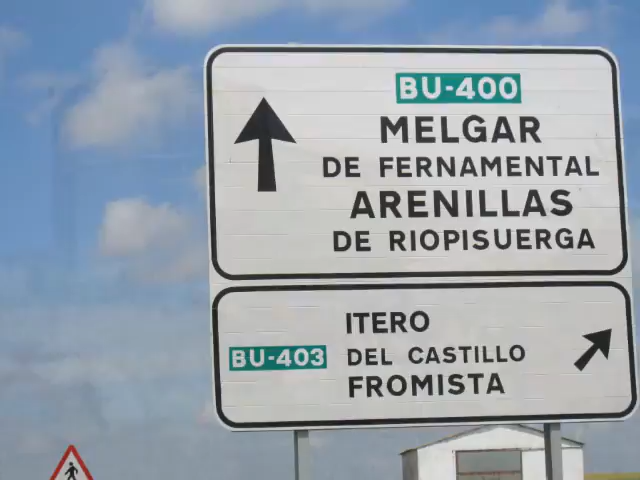 BU-400
MELGAR
DE FERNAMENTAL
ARENILLAS
DE RIOPISUERGA
ITERO
BU-403 DEL CASTILLO
FROMISTA